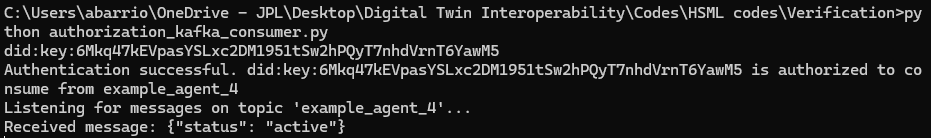 C:\Users\abarrio\OneDrive - JPL\Desktop\Digital Twin Interoperability\Codes\HSML codes\Verification>py
thon authorization_kafka_consumer.py
did:key:6Mkq47kEVpasYSLxc2DM1951tSw2hPQyT7nhdVrnT6YawM5
Authentication successful. did:key:6Mkq47kEVpasYSLxc2DM1951tSw2hPQyT7nhdVrnT6YawM5 is authorized to co
nsume from example_agent_4
Listening for messages on topic 'example_agent_4'...
Received message: {"status": "active"}